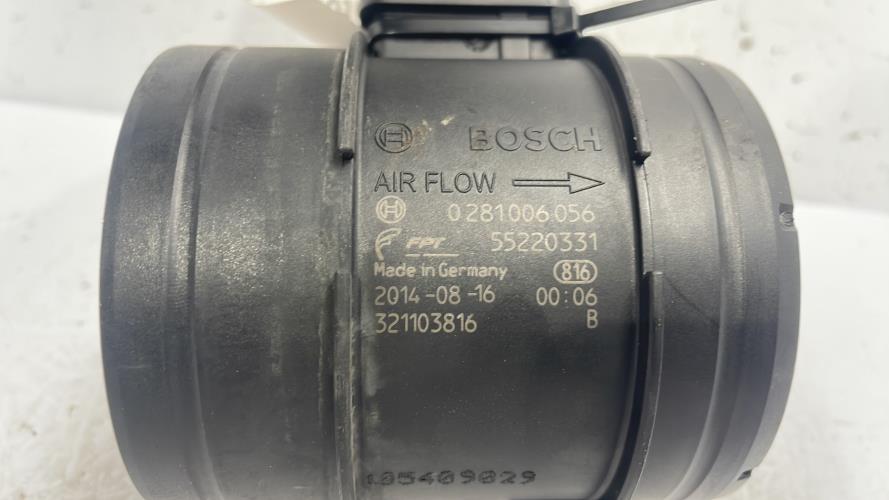 BOSCH
AIR FLOW
0 281 006 056
FPT 55220331
Made in Germany 816
2014-08-16 00:06
321103816 B
105409029